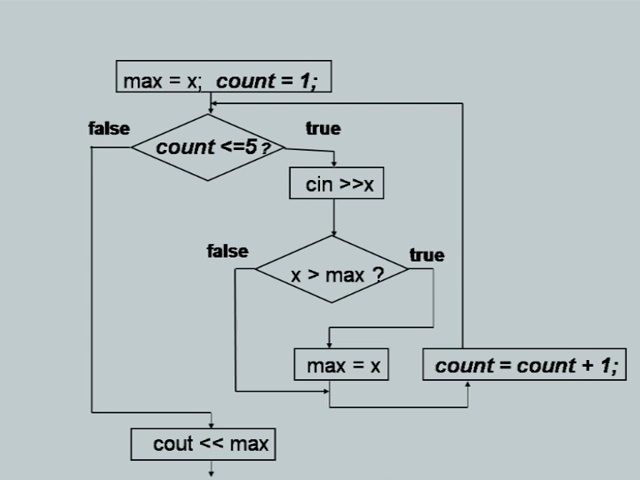 max = x; count = 1;
false
true
count <=5?
cin >>x
false
true
x > max ?
max = x
count = count + 1;
cout << max